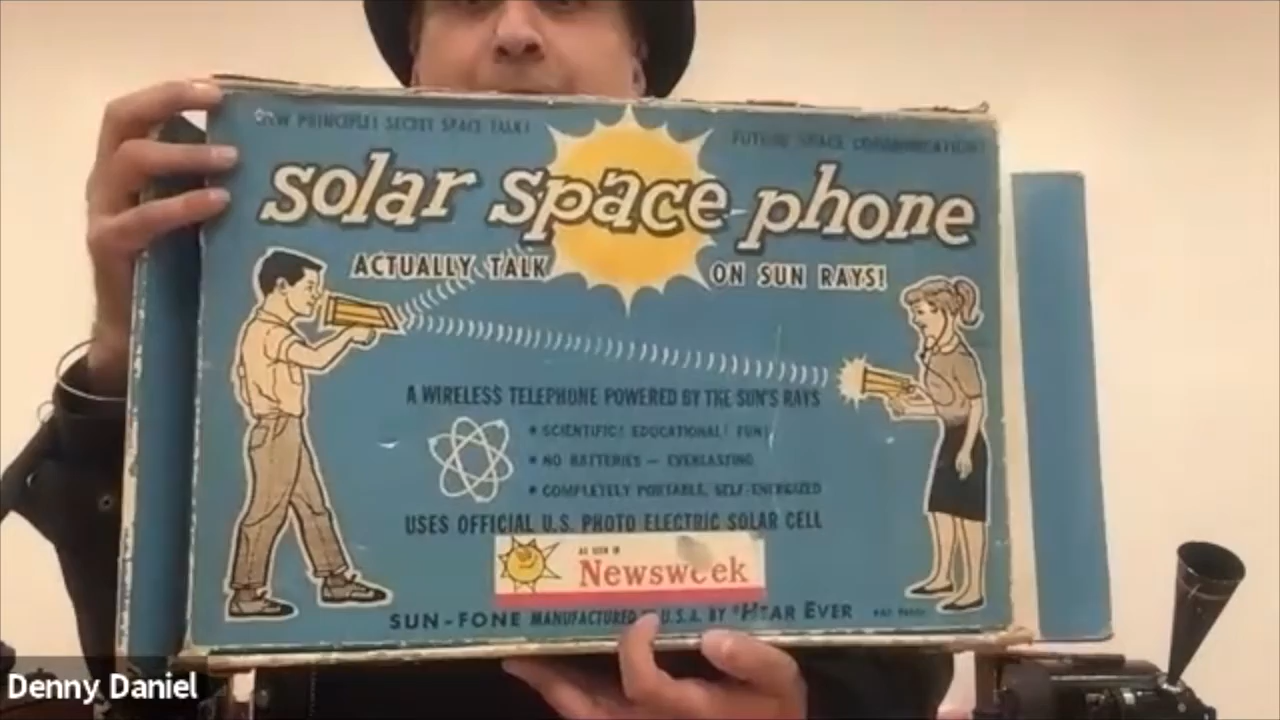 NEW PRINCIPLE! SECRET SPACE TALK!
FUTURE SPACE COMMUNICATION!
solar space-phone
ACTUALLY TALK ON SUN RAYS!
A WIRELESS TELEPHONE POWERED BY THE SUN'S RAYS
• SCIENTIFIC! EDUCATIONAL! FUN!
• NO BATTERIES — EVERLASTING
• COMPLETELY PORTABLE, SELF-ENERGIZED
USES OFFICIAL U.S. PHOTO ELECTRIC SOLAR CELL
AS SEEN IN
Newsweek
SUN-FONE MANUFACTURED U.S.A. BY "HEAR EVER
Denny Daniel